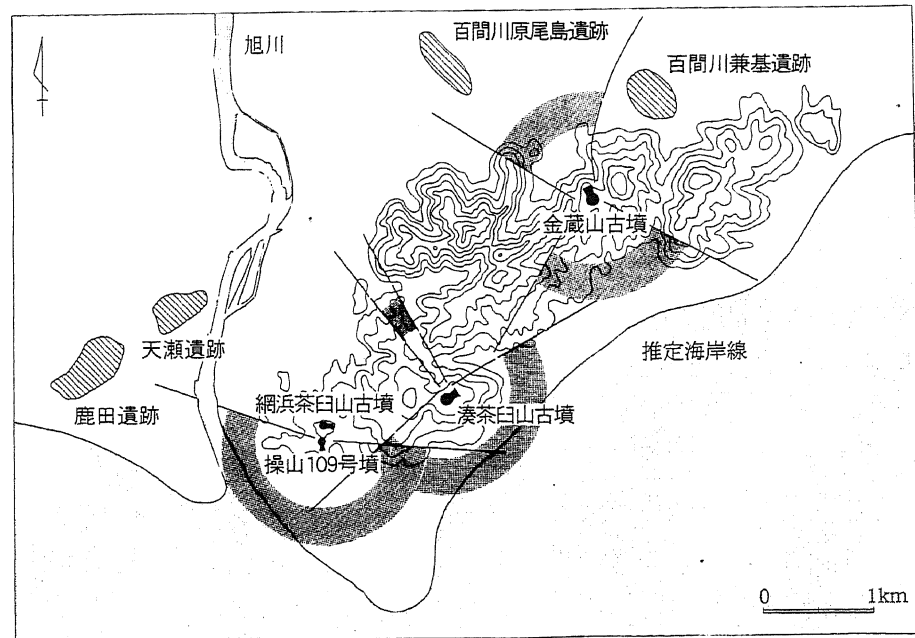 百間川原尾島遺跡
旭川
百間川兼基遺跡
金蔵山古墳
推定海岸線
天瀬遺跡
鹿田遺跡
網浜茶臼山古墳
湊茶臼山古墳
操山109号墳
0 1km